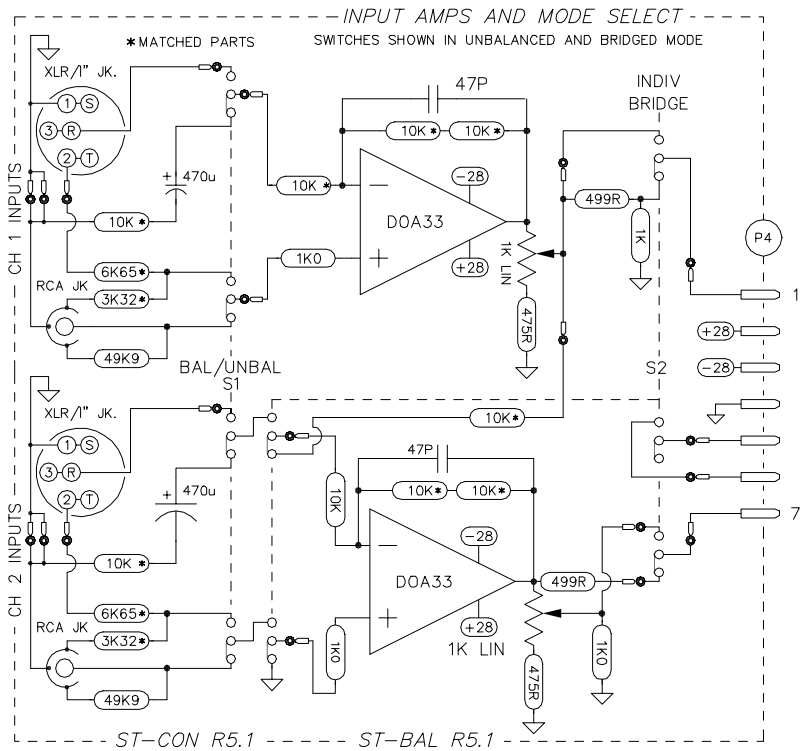 INPUT AMPS AND MODE SELECT
*MATCHED PARTS
SWITCHES SHOWN IN UNBALANCED AND BRIDGED MODE
XLR/1" JK.
1 S
3 R
2 T
CH 1 INPUTS
+ 470u
10K *
6K65*
3K32*
RCA JK
49K9
BAL/UNBAL
S1
47P
10K *
10K *
10K *
1K0
DOA33
-28
+28
1K LIN
475R
INDIV
BRIDGE
499R
1K
P4
1
+28
-28
S2
7
XLR/1" JK.
1 S
3 R
2 T
CH 2 INPUTS
+ 470u
10K *
6K65*
3K32*
RCA JK
49K9
10K*
47P
10K*
10K*
10K
1K0
DOA33
-28
+28
1K LIN
475R
499R
1K0
ST-CON R5.1
ST-BAL R5.1